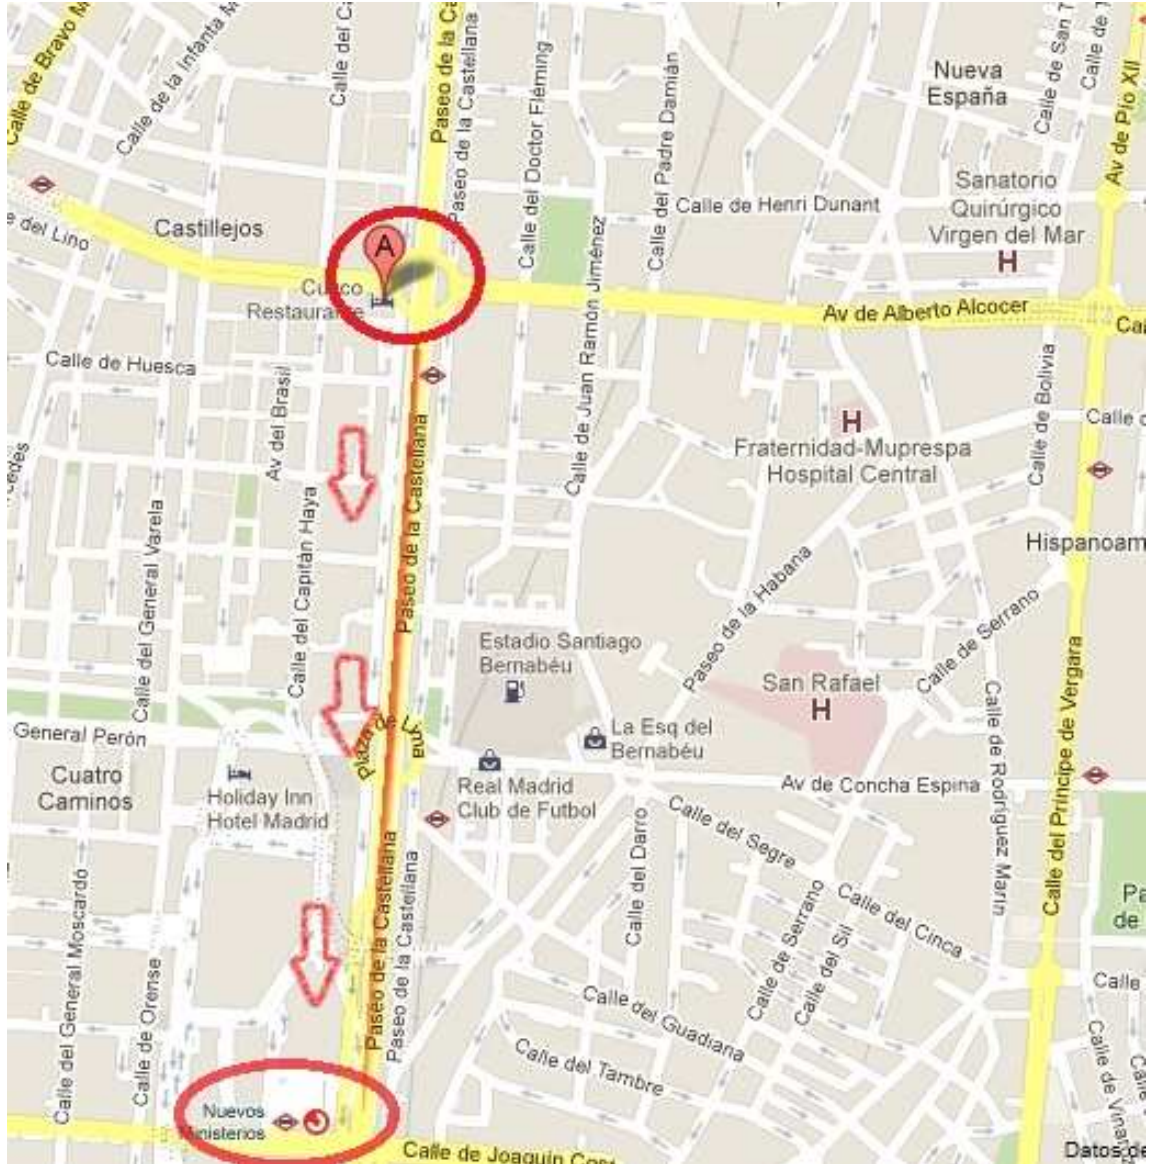 Calle de Bravo M
Calle de la Infanta M
Calle del Ca
Paseo de la Ca
Paseo de la Castellana
Calle del Doctor Fléming
Calle del Padre Damián
Nueva
España
Calle de San
Calle de
Av de Pío XII
Sanatorio
Quirúrgico
Virgen del Mar
H
Calle de Henri Dunant
Castillejos
e del Lino
A
Restaurante
Calle de Juan Ramón Jiménez
Av de Alberto Alcocer
Cal
Calle de Huesca
Av del Brasil
Calle de Bolivia
Calle
H
Fraternidad-Muprespa
Hospital Central
cedes
Paseo de la Castellana
Calle del General Varela
Calle del Capitán Haya
Hispanoam
Paseo de la Habana
Calle de Serrano
Estadio Santiago
Bernabéu
San Rafael
H
Calle del Príncipe de Vergara
Calle de Rodríguez Marín
General Perón
Plaza de Lima
La Esq del
Bernabéu
Cuatro
Caminos
Holiday Inn
Hotel Madrid
Real Madrid
Club de Futbol
Av de Concha Espina
Calle del Segre
Calle del Darro
Paseo de la Castellana
Paseo de la Castellana
Calle del General Moscardó
Calle de Orense
Calle de Serrano
Calle del Sil
Calle del Cinca
Pa
de
Calle
Calle del Guadiana
Calle del Tambre
Calle de Vina
Nuevos
Ministerios
Calle de Joaquín Cost
Datos de